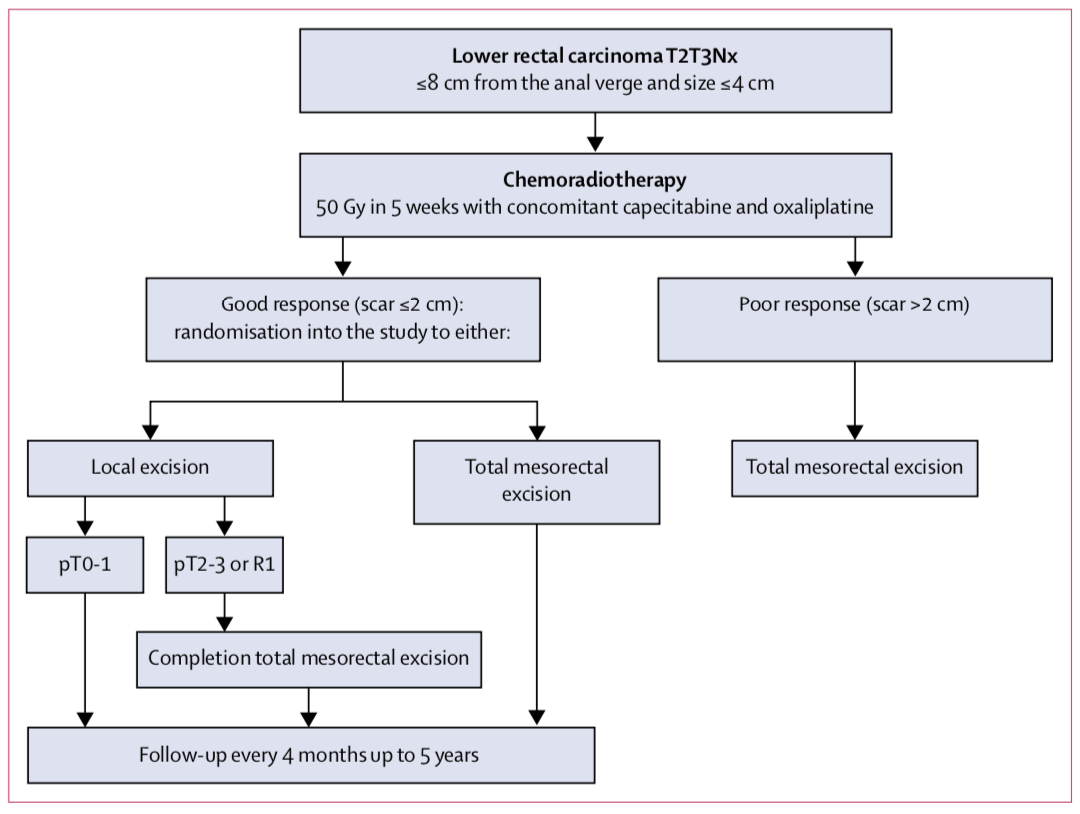 Lower rectal carcinoma T2T3Nx
≤8 cm from the anal verge and size ≤4 cm
Chemoradiotherapy
50 Gy in 5 weeks with concomitant capecitabine and oxaliplatine
Good response (scar ≤2 cm):
randomisation into the study to either:
Poor response (scar >2 cm)
Local excision
Total mesorectal
excision
Total mesorectal excision
pT0-1
pT2-3 or R1
Completion total mesorectal excision
Follow-up every 4 months up to 5 years